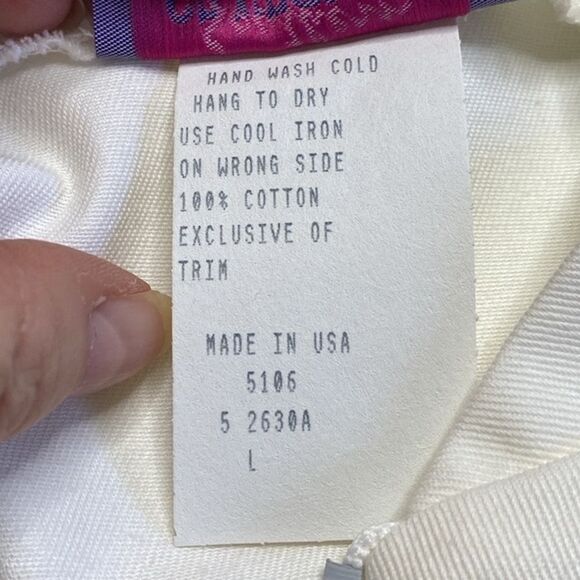 HAND WASH COLD
HANG TO DRY
USE COOL IRON
ON WRONG SIDE
100% COTTON
EXCLUSIVE OF
TRIM
MADE IN USA
5106
5 2630A
L